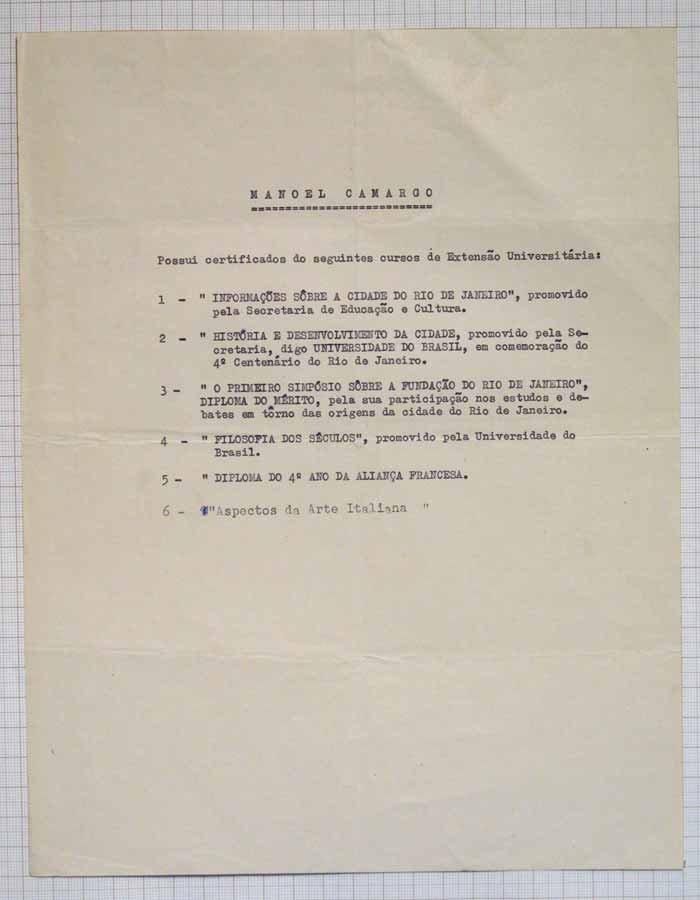 MANOEL CAMARGO
==========================
Possui certificados do seguintes cursos de Extensão Universitária:
1 - " INFORMAÇÕES SÔBRE A CIDADE DO RIO DE JANEIRO", promovido
pela Secretaria de Educação e Cultura.
2 - " HISTÓRIA E DESENVOLVIMENTO DA CIDADE, promovido pela Se-
cretaria, digo UNIVERSIDADE DO BRASIL, em comemoração do
4º Centenário do Rio de Janeiro.
3 - " O PRIMEIRO SIMPÓSIO SÔBRE A FUNDAÇÃO DO RIO DE JANEIRO",
DIPLOMA DO MÉRITO, pela sua participação nos estudos e de-
bates em tôrno das origens da cidade do Rio de Janeiro.
4 - " FILOSOFIA DOS SÉCULOS", promovido pela Universidade do
Brasil.
5 - " DIPLOMA DO 4º ANO DA ALIANÇA FRANCESA.
6 - "Aspectos da Arte Italiana "